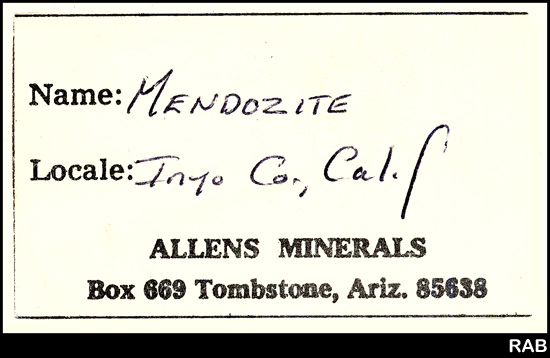 Name: MENDOZITE
Locale: Inyo Co., Calif
ALLENS MINERALS
Box 669 Tombstone, Ariz. 85638
RAB